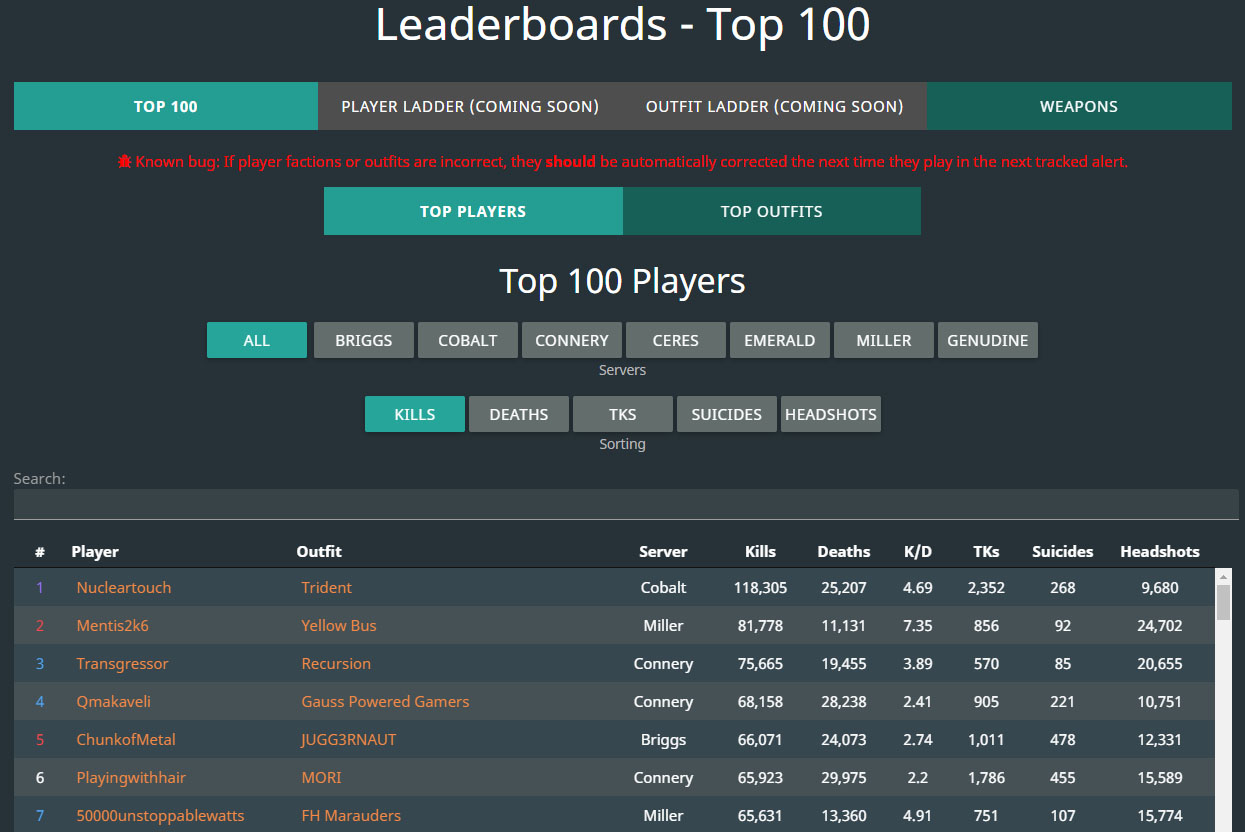 Leaderboards - Top 100
TOP 100 PLAYER LADDER (COMING SOON) OUTFIT LADDER (COMING SOON) WEAPONS
Known bug: If player factions or outfits are incorrect, they should be automatically corrected the next time they play in the next tracked alert.
TOP PLAYERS TOP OUTFITS
Top 100 Players
ALL BRIGGS COBALT CONNERY CERES EMERALD MILLER GENUDINE
Servers
KILLS DEATHS TKS SUICIDES HEADSHOTS
Sorting
Search:
# Player Outfit Server Kills Deaths K/D TKs Suicides Headshots
1 Nucleartouch Trident Cobalt 118,305 25,207 4.69 2,352 268 9,680
2 Mentis2k6 Yellow Bus Miller 81,778 11,131 7.35 856 92 24,702
3 Transgressor Recursion Connery 75,665 19,455 3.89 570 85 20,655
4 Qmakaveli Gauss Powered Gamers Connery 68,158 28,238 2.41 905 221 10,751
5 ChunkofMetal JUGG3RNAUT Briggs 66,071 24,073 2.74 1,011 478 12,331
6 Playingwithhair MORI Connery 65,923 29,975 2.2 1,786 455 15,589
7 50000unstoppablewatts FH Marauders Miller 65,631 13,360 4.91 751 107 15,774